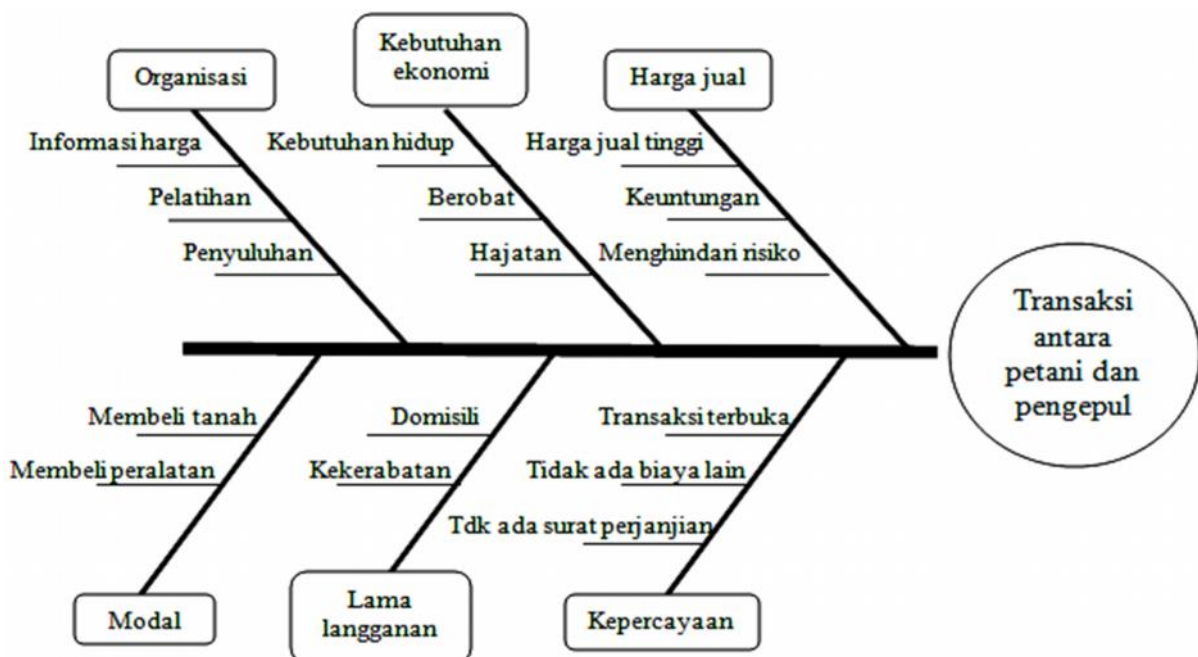 Organisasi
Kebutuhan
ekonomi
Harga jual
Informasi harga
Kebutuhan hidup
Harga jual tinggi
Pelatihan
Berobat
Keuntungan
Penyuluhan
Hajatan
Menghindari risiko
Transaksi
antara
petani dan
pengepul
Membeli tanah
Domisili
Transaksi terbuka
Membeli peralatan
Kekerabatan
Tidak ada biaya lain
Tdk ada surat perjanjian
Modal
Lama
langganan
Kepercayaan